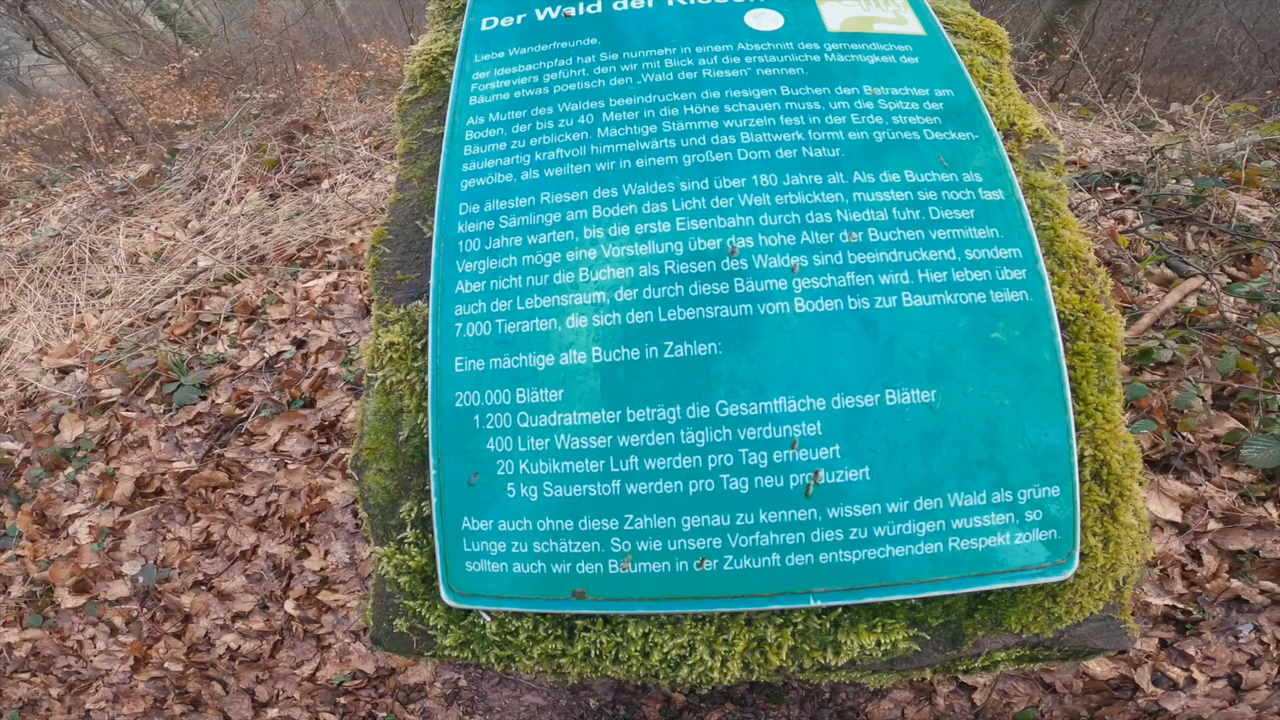 Der Wald der Riesen
Liebe Wanderfreunde,
der Idesbachpfad hat Sie nunmehr in einem Abschnitt des gemeindlichen
Forstreviers geführt, den wir mit Blick auf die erstaunliche Mächtigkeit der
Bäume etwas poetisch den „Wald der Riesen" nennen.
Als Mutter des Waldes beeindrucken die riesigen Buchen den Betrachter am
Boden, der bis zu 40 Meter in die Höhe schauen muss, um die Spitze der
Bäume zu erblicken. Mächtige Stämme wurzeln fest in der Erde, streben
säulenartig kraftvoll himmelwärts und das Blattwerk formt ein grünes Decken-
gewölbe, als weilten wir in einem großen Dom der Natur.
Die ältesten Riesen des Waldes sind über 180 Jahre alt. Als die Buchen als
kleine Sämlinge am Boden das Licht der Welt erblickten, mussten sie noch fast
100 Jahre warten, bis die erste Eisenbahn durch das Niedtal fuhr. Dieser
Vergleich möge eine Vorstellung über das hohe Alter der Buchen vermitteln.
Aber nicht nur die Buchen als Riesen des Waldes sind beeindruckend, sondern
auch der Lebensraum, der durch diese Bäume geschaffen wird. Hier leben über
7.000 Tierarten, die sich den Lebensraum vom Boden bis zur Baumkrone teilen.
Eine mächtige alte Buche in Zahlen:
200.000 Blätter
1.200 Quadratmeter beträgt die Gesamtfläche dieser Blätter
400 Liter Wasser werden täglich verdunstet
20 Kubikmeter Luft werden pro Tag erneuert
5 kg Sauerstoff werden pro Tag neu produziert
Aber auch ohne diese Zahlen genau zu kennen, wissen wir den Wald als grüne
Lunge zu schätzen. So wie unsere Vorfahren dies zu würdigen wussten, so
sollten auch wir den Bäumen in der Zukunft den entsprechenden Respekt zollen.